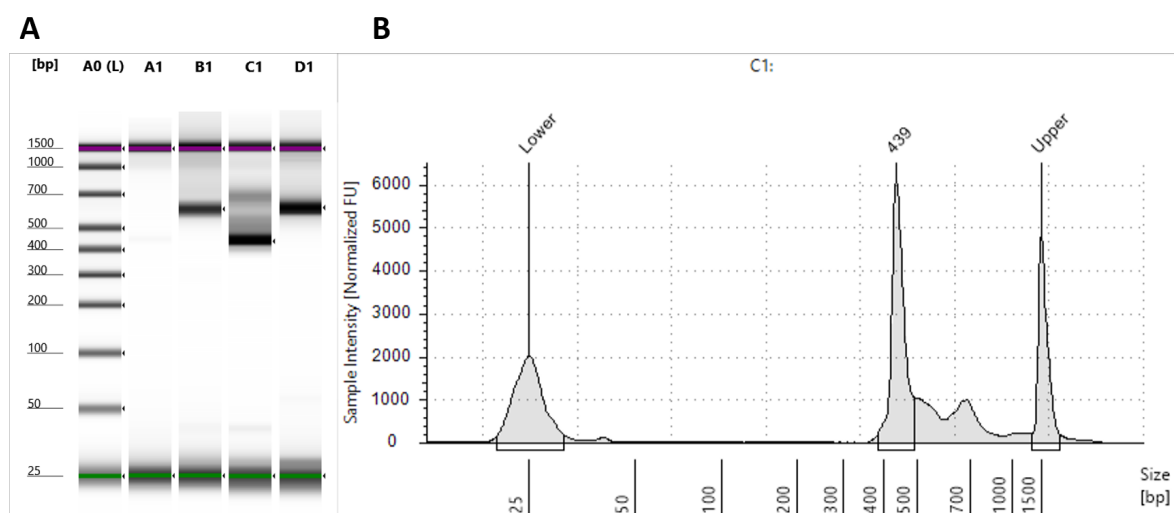 A
B
[bp] A0 (L) A1 B1 C1 D1
1500
1000
700
500
400
300
200
100
50
25
C1:
Lower 439 Upper
Sample Intensity [Normalized FU]
6000
5000
4000
3000
2000
1000
0
25 50 100 200 300 400 500 700 1000 1500
Size
[bp]